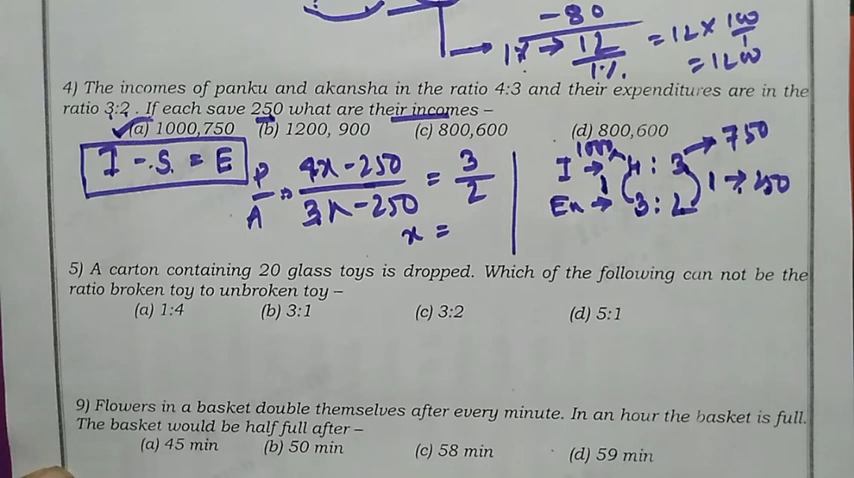 -80
17 → 12/1% = 12 × 100/1
= 1200
4) The incomes of panku and akansha in the ratio 4:3 and their expenditures are in the
ratio 3:2 . If each save 250 what are their incomes –
(a) 1000,750 (b) 1200, 900 (c) 800,600 (d) 800,600
I - S. = E
P/A ⇒ 4x-250/3x-250 = 3/2
x =
1000
I → 4 : 3 → 750
Ex → 3 : 2
1
1 → 250
5) A carton containing 20 glass toys is dropped. Which of the following can not be the
ratio broken toy to unbroken toy –
(a) 1:4 (b) 3:1 (c) 3:2 (d) 5:1
9) Flowers in a basket double themselves after every minute. In an hour the basket is full.
The basket would be half full after –
(a) 45 min (b) 50 min (c) 58 min (d) 59 min